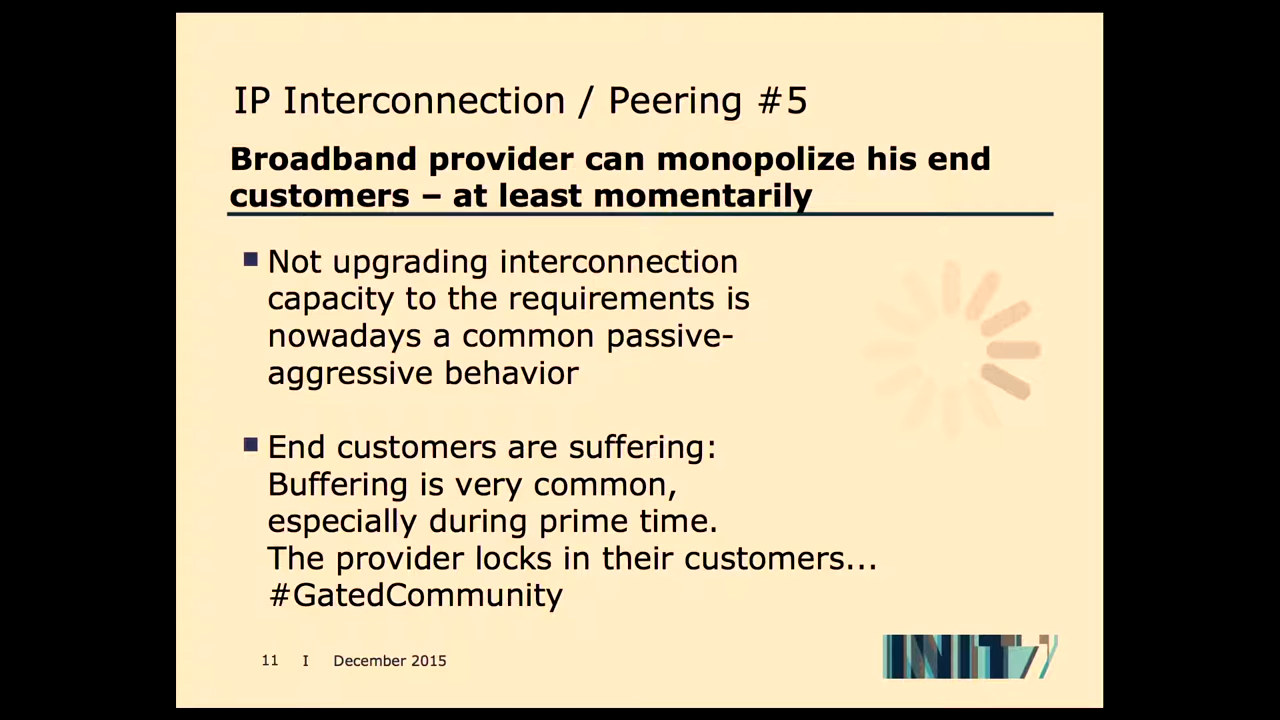 IP Interconnection / Peering #5
Broadband provider can monopolize his end
customers – at least momentarily
Not upgrading interconnection
capacity to the requirements is
nowadays a common passive-
aggressive behavior
End customers are suffering:
Buffering is very common,
especially during prime time.
The provider locks in their customers...
#GatedCommunity
11 I December 2015
INIT7